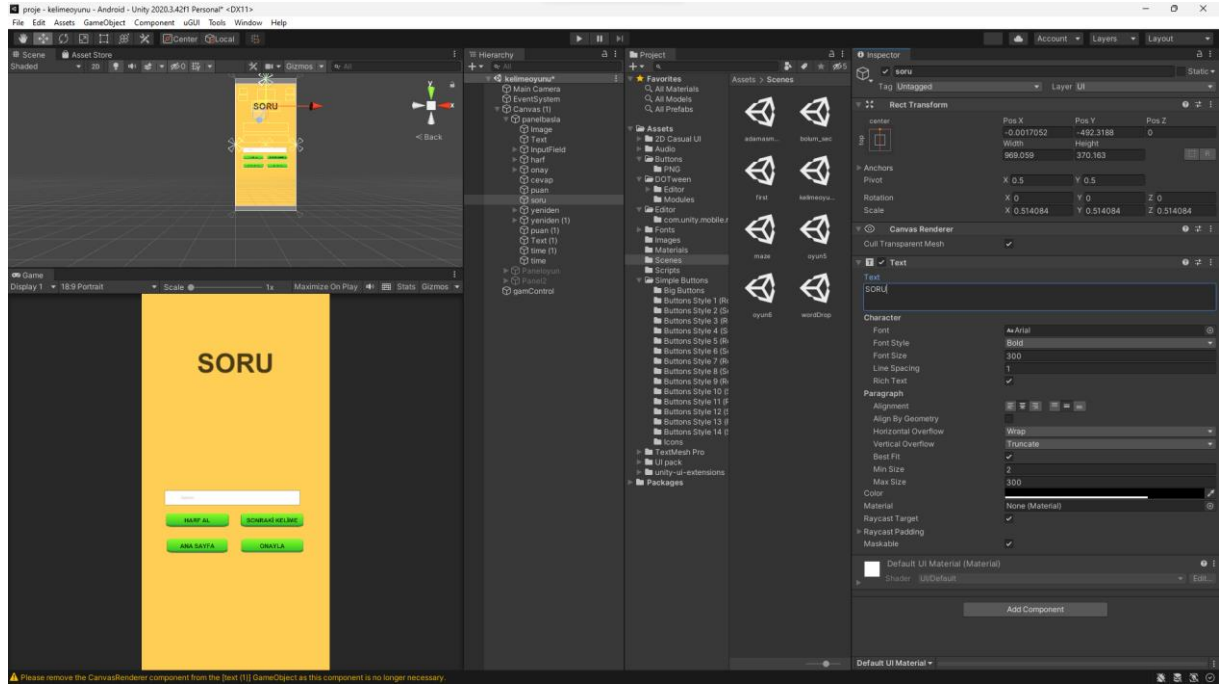 proje - kelimeoyunu - Android - Unity 2020.3.42f1 Personal* <DX11>
File Edit Assets GameObject Component uGUI Tools Window Help
Center Local
Account Layers Layout
Scene Asset Store
Shaded 2D 0 Gizmos All
SORU
y
x
< Back
Game
Display 1 18:9 Portrait Scale 1x Maximize On Play Stats Gizmos
SORU
HARF AL SONRAKİ KELİME
ANA SAYFA ONAYLA
Hierarchy
All
kelimeoyunu*
Main Camera
EventSystem
Canvas (1)
panelbasla
Image
Text
InputField
harf
onay
cevap
puan
soru
yeniden
yeniden (1)
puan (1)
Text (1)
time (1)
time
Paneloyun
Panel2
gamControl
Project
5
Favorites
All Materials
All Models
All Prefabs
Assets
2D Casual UI
Audio
Buttons
PNG
DOTween
Editor
Modules
Editor
com.unity.mobile.r
Fonts
Images
Materials
Scenes
Scripts
Simple Buttons
Big Buttons
Buttons Style 1 (R
Buttons Style 2 (S
Buttons Style 3 (R
Buttons Style 4 (S
Buttons Style 5 (R
Buttons Style 6 (S
Buttons Style 7 (R
Buttons Style 8 (S
Buttons Style 9 (R
Buttons Style 10 (
Buttons Style 11 (F
Buttons Style 12 (
Buttons Style 13 (
Buttons Style 14 (
Icons
TextMesh Pro
UI pack
unity-ui-extensions
Packages
Assets > Scenes
adamasm... bolum_sec
first kelimeoyu...
maze oyun5
oyun6 wordDrop
Inspector
soru Static
Tag Untagged Layer UI
Rect Transform
center Pos X Pos Y Pos Z
top -0.0017052 -492.3188 0
Width Height
969.059 370.163 R
Anchors
Pivot X 0.5 Y 0.5
Rotation X 0 Y 0 Z 0
Scale X 0.514084 Y 0.514084 Z 0.514084
Canvas Renderer
Cull Transparent Mesh
Text
Text
SORU
Character
Font Arial
Font Style Bold
Font Size 300
Line Spacing 1
Rich Text
Paragraph
Alignment
Align By Geometry
Horizontal Overflow Wrap
Vertical Overflow Truncate
Best Fit
Min Size 2
Max Size 300
Color
Material None (Material)
Raycast Target
Raycast Padding
Maskable
Default UI Material (Material)
Shader UI/Default Edit...
Add Component
Default UI Material
Please remove the CanvasRenderer component from the [text (1)] GameObject as this component is no longer necessary.